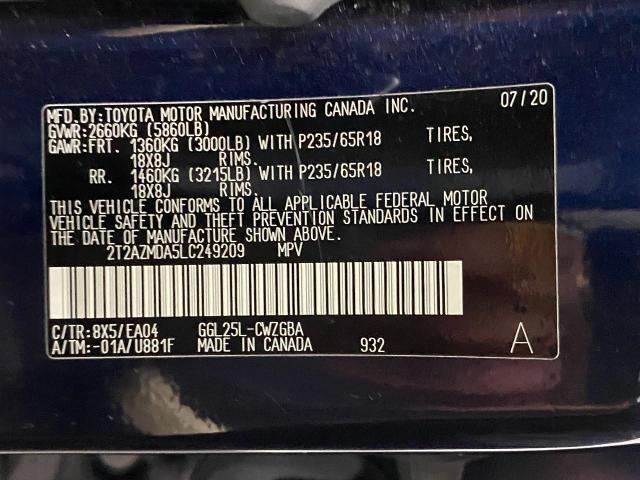 MFD.BY:TOYOTA MOTOR MANUFACTURING CANADA INC. 07/20
GVWR:2660KG (5860LB)
GAWR:FRT. 1360KG (3000LB) WITH P235/65R18 TIRES,
18X8J RIMS.
RR. 1460KG (3215LB) WITH P235/65R18 TIRES,
18X8J RIMS.
THIS VEHICLE CONFORMS TO ALL APPLICABLE FEDERAL MOTOR
VEHICLE SAFETY AND THEFT PREVENTION STANDARDS IN EFFECT ON
THE DATE OF MANUFACTURE SHOWN ABOVE.
2T2AZMDA5LC249209 MPV
C/TR:8X5/EA04 GGL25L-CWZGBA
A/TM:-01A/U881F MADE IN CANADA 932 A